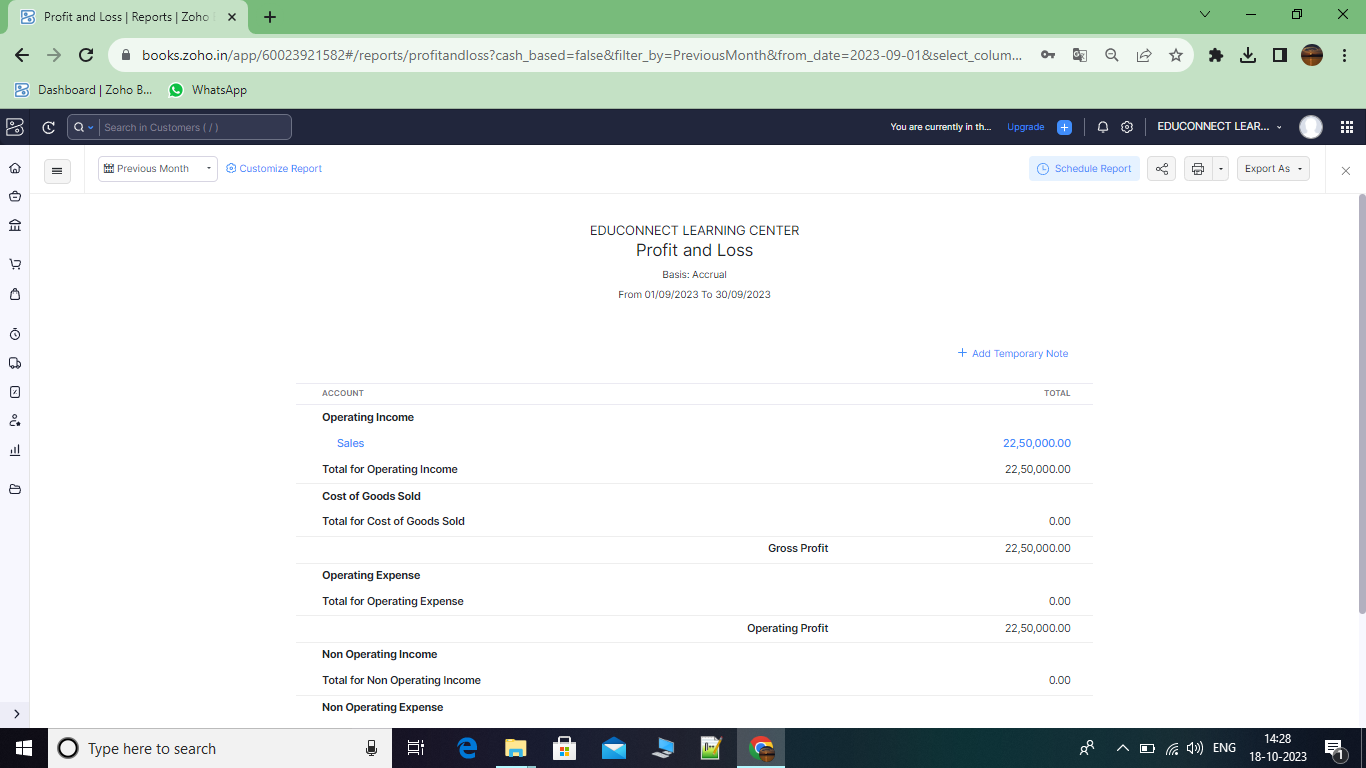 Profit and Loss | Reports | Zoho
books.zoho.in/app/60023921582#/reports/profitandloss?cash_based=false&filter_by=PreviousMonth&from_date=2023-09-01&select_colum...
Dashboard | Zoho B... WhatsApp
Search in Customers ( / ) You are currently in th... Upgrade EDUCONNECT LEAR...
Previous Month Customize Report Schedule Report Export As
EDUCONNECT LEARNING CENTER
Profit and Loss
Basis: Accrual
From 01/09/2023 To 30/09/2023
+ Add Temporary Note
ACCOUNT TOTAL
Operating Income
Sales 22,50,000.00
Total for Operating Income 22,50,000.00
Cost of Goods Sold
Total for Cost of Goods Sold 0.00
Gross Profit 22,50,000.00
Operating Expense
Total for Operating Expense 0.00
Operating Profit 22,50,000.00
Non Operating Income
Total for Non Operating Income 0.00
Non Operating Expense
Type here to search ENG 14:28
18-10-2023 1